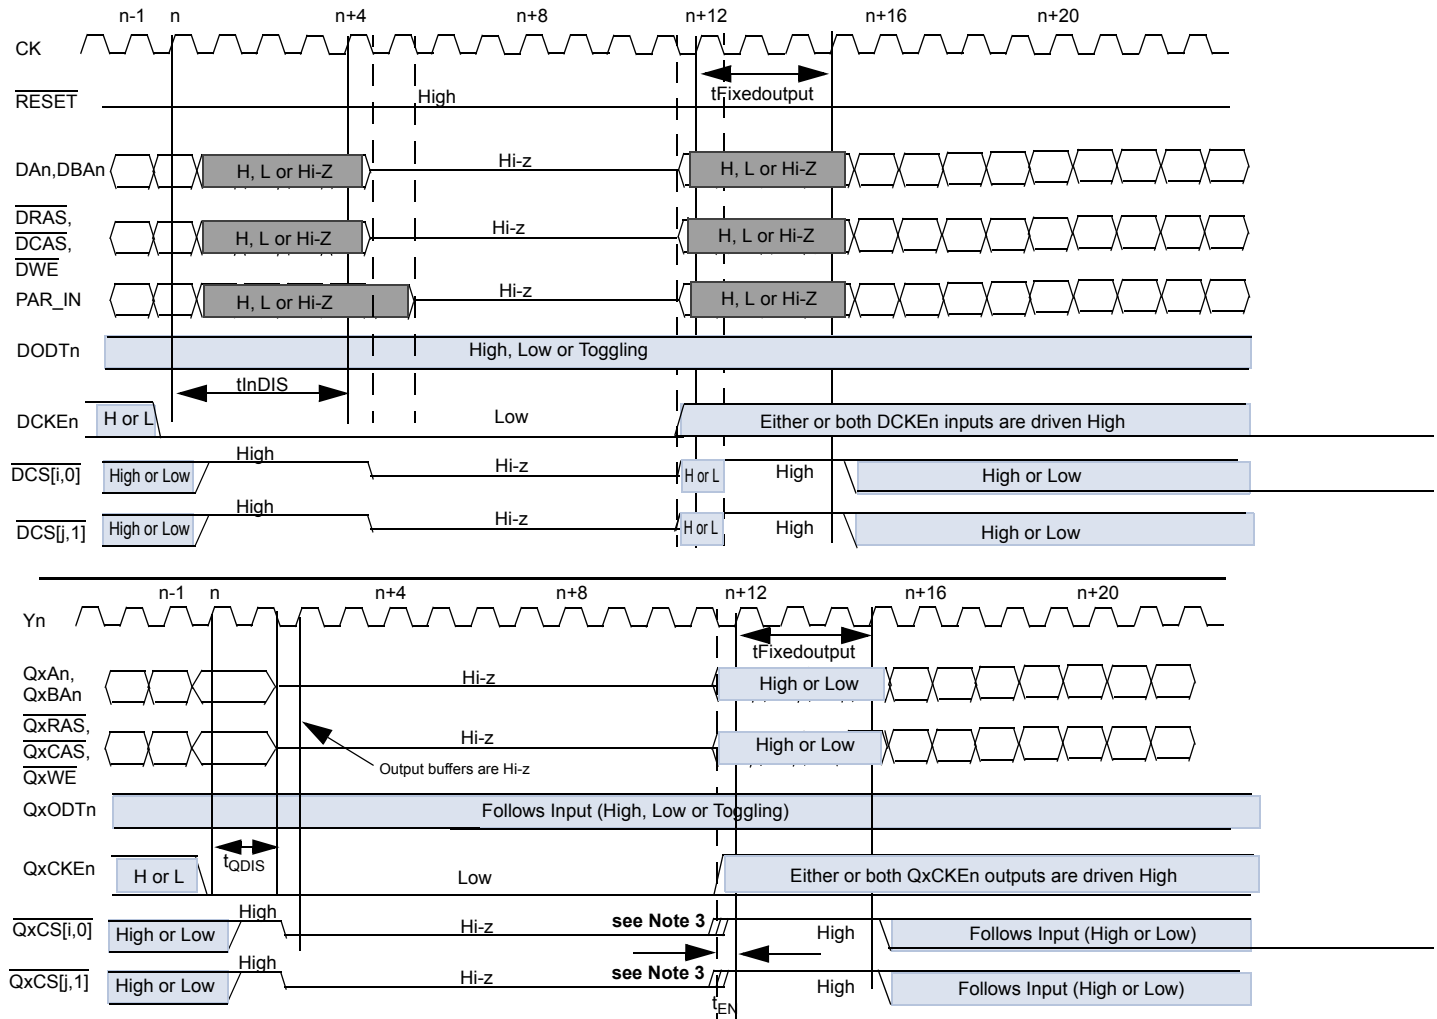 n-1 n n+4 n+8 n+12 n+16 n+20
CK
tFixedoutput
RESET High
DAn,DBAn H, L or Hi-Z Hi-z H, L or Hi-Z
DRAS,
DCAS, H, L or Hi-Z Hi-z H, L or Hi-Z
DWE
PAR_IN H, L or Hi-Z Hi-z H, L or Hi-Z
DODTn High, Low or Toggling
tInDIS
DCKEn H or L Low Either or both DCKEn inputs are driven High
DCS[i,0] High or Low High Hi-z H or L High High or Low
DCS[j,1] High or Low High Hi-z H or L High High or Low
n-1 n n+4 n+8 n+12 n+16 n+20
Yn
tFixedoutput
QxAn,
QxBAn Hi-z High or Low
QxRAS,
QxCAS, Hi-z High or Low
QxWE Output buffers are Hi-z
QxODTn Follows Input (High, Low or Toggling)
tQDIS
QxCKEn H or L Low Either or both QxCKEn outputs are driven High
QxCS[i,0] High or Low High Hi-z see Note 3 High Follows Input (High or Low)
QxCS[j,1] High or Low High Hi-z see Note 3 High Follows Input (High or Low)
tEN